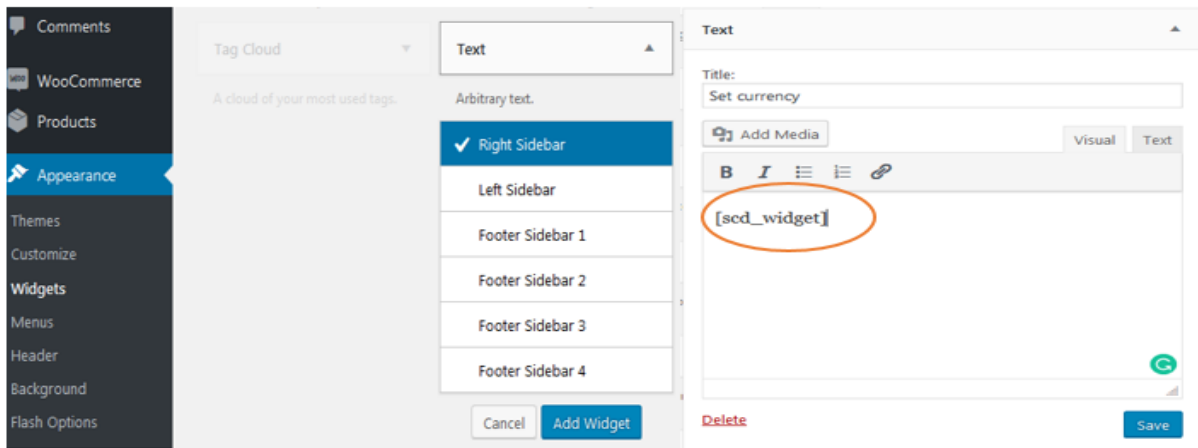 Comments
WooCommerce
Products
Appearance
Themes
Customize
Widgets
Menus
Header
Background
Flash Options
Tag Cloud
A cloud of your most used tags.
Text
Arbitrary text.
Right Sidebar
Left Sidebar
Footer Sidebar 1
Footer Sidebar 2
Footer Sidebar 3
Footer Sidebar 4
Cancel
Add Widget
Text
Title:
Set currency
Add Media
Visual
Text
B I
[scd_widget]
Delete
Save